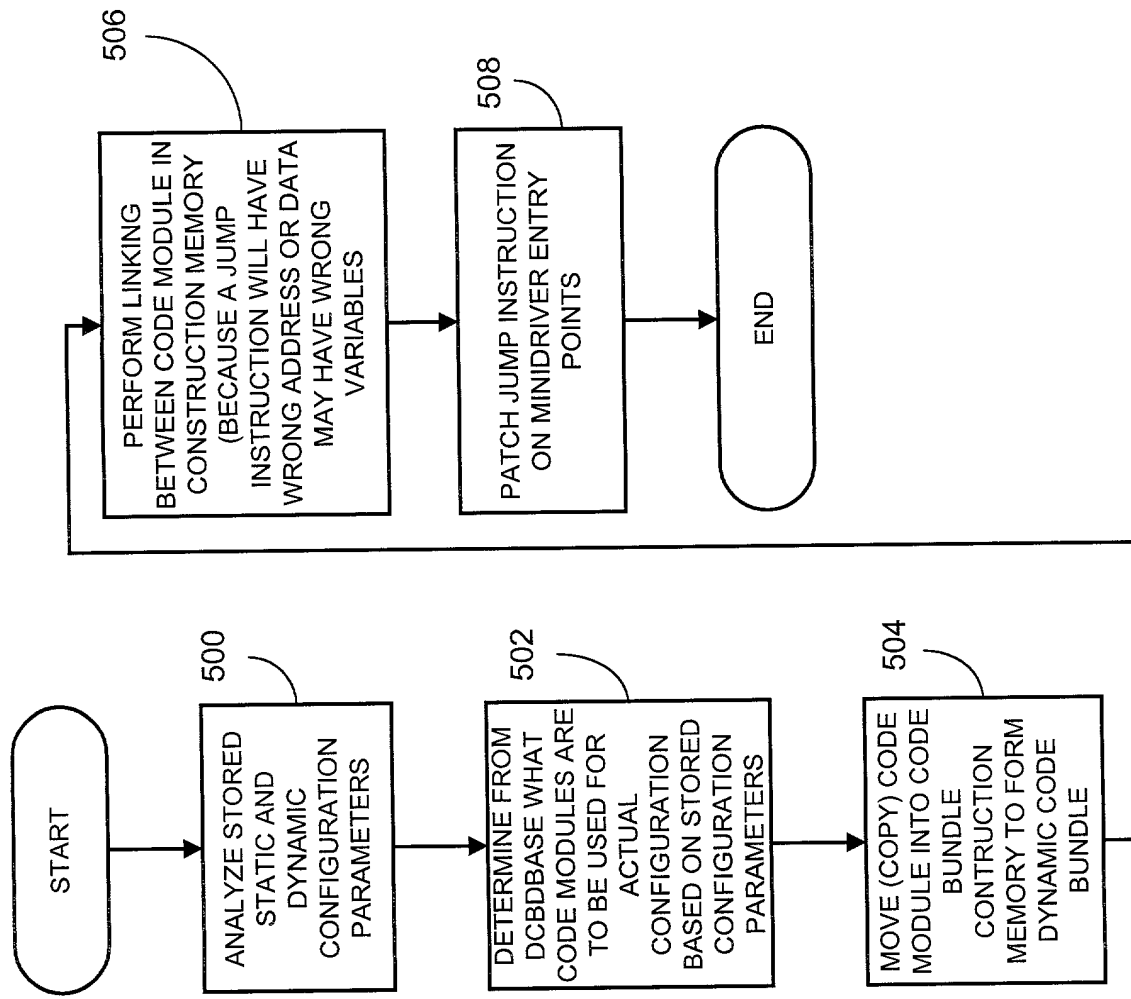 START
500
ANALYZE STORED
STATIC AND
DYNAMIC
CONFIGURATION
PARAMETERS
502
DETERMINE FROM
DCBDBASE WHAT
CODE MODULES ARE
TO BE USED FOR
ACTUAL
CONFIGURATION
BASED ON STORED
CONFIGURATION
PARAMETERS
504
MOVE (COPY) CODE
MODULE INTO CODE
BUNDLE
CONTRUCTION
MEMORY TO FORM
DYNAMIC CODE
BUNDLE
506
PERFORM LINKING
BETWEEN CODE MODULE IN
CONSTRUCTION MEMORY
(BECAUSE A JUMP
INSTRUCTION WILL HAVE
WRONG ADDRESS OR DATA
MAY HAVE WRONG
VARIABLES
508
PATCH JUMP INSTRUCTION
ON MINIDRIVER ENTRY
POINTS
END